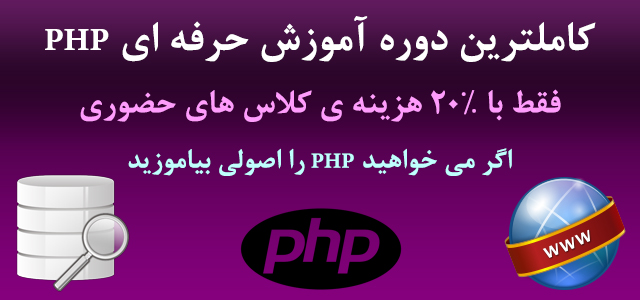 کاملترین دوره آموزش حرفه ای PHP
فقط با ۲۰٪ هزینه ی کلاس های حضوری
اگر می خواهید PHP را اصولی بیاموزید
php
www